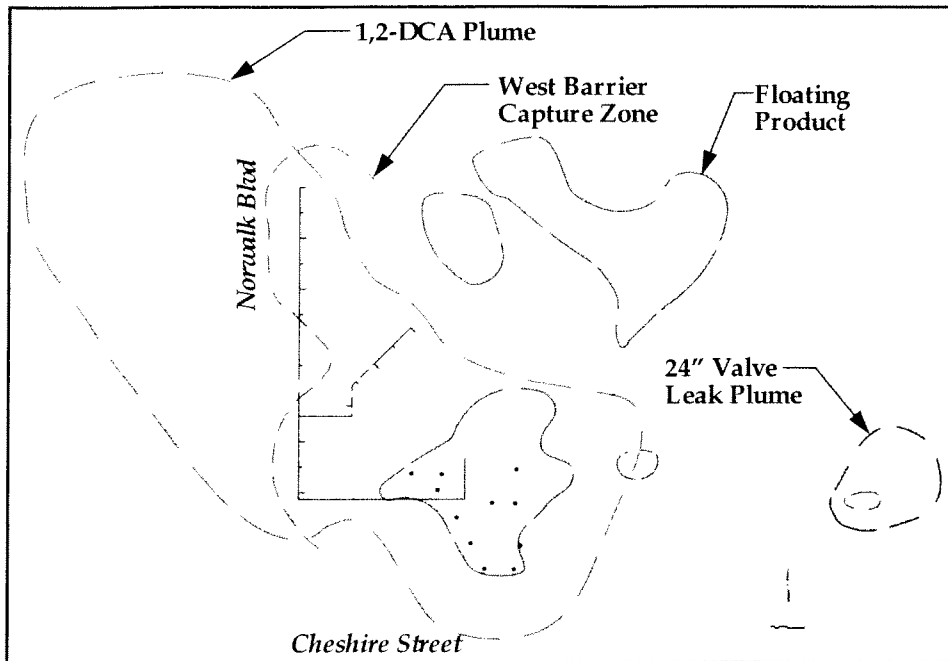 1,2-DCA Plume
West Barrier
Capture Zone
Floating
Product
Norwalk Blvd
24" Valve
Leak Plume
Cheshire Street